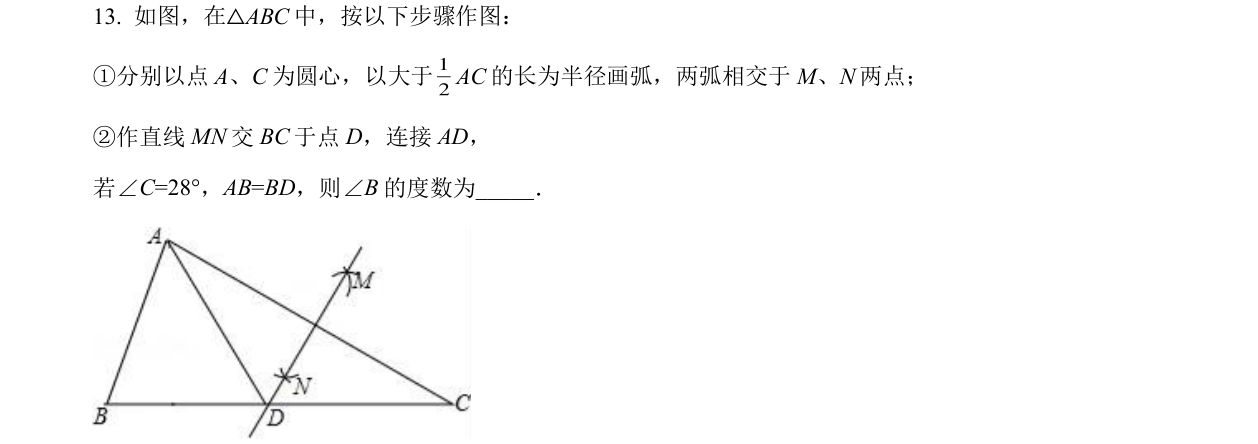 13. 如图，在△ABC中，按以下步骤作图：
①分别以点 A、C 为圆心，以大于 1/2 AC 的长为半径画弧，两弧相交于 M、N 两点；
②作直线 MN 交 BC 于点 D，连接 AD，
若∠C=28°，AB=BD，则∠B 的度数为_____．
A
M
N
B
D
C